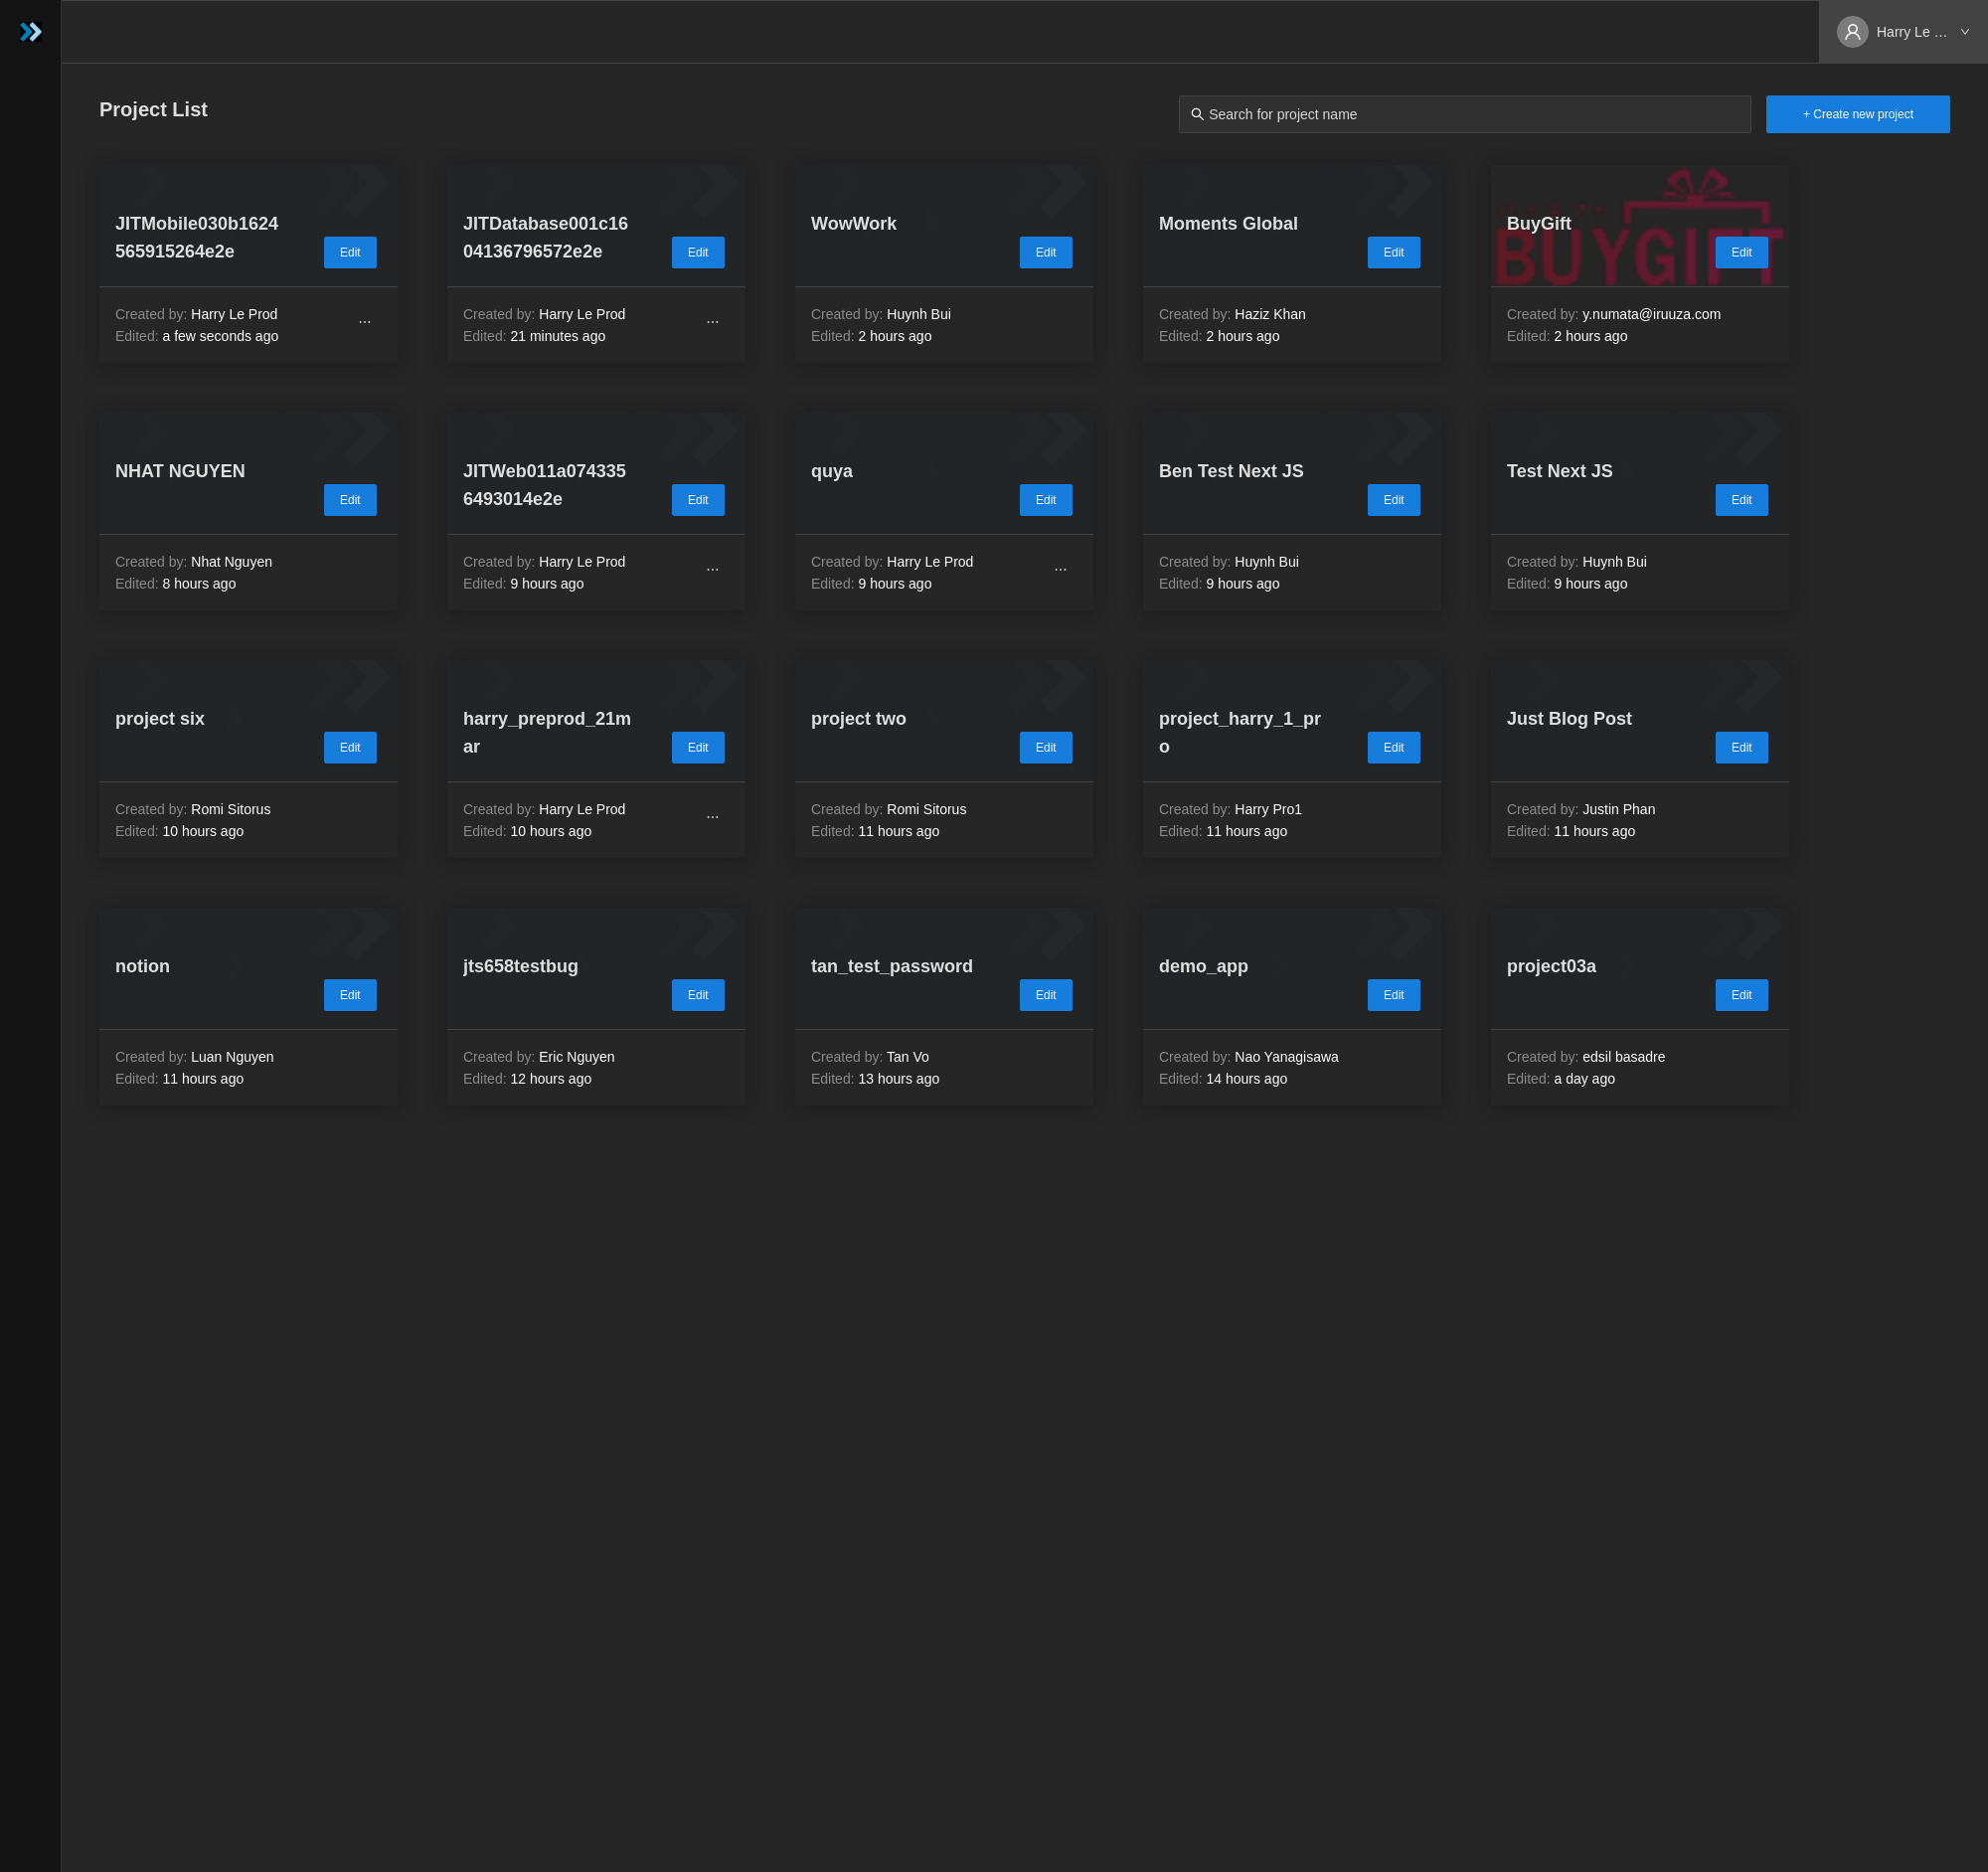 Harry Le ...
Project List
Search for project name
+ Create new project
JITMobile030b1624
565915264e2e
Edit
Created by: Harry Le Prod
Edited: a few seconds ago
...
JITDatabase001c16
04136796572e2e
Edit
Created by: Harry Le Prod
Edited: 21 minutes ago
...
WowWork
Edit
Created by: Huynh Bui
Edited: 2 hours ago
Moments Global
Edit
Created by: Haziz Khan
Edited: 2 hours ago
BuyGift
BUYGIFT
Edit
Created by: y.numata@iruuza.com
Edited: 2 hours ago
NHAT NGUYEN
Edit
Created by: Nhat Nguyen
Edited: 8 hours ago
JITWeb011a074335
6493014e2e
Edit
Created by: Harry Le Prod
Edited: 9 hours ago
...
quya
Edit
Created by: Harry Le Prod
Edited: 9 hours ago
...
Ben Test Next JS
Edit
Created by: Huynh Bui
Edited: 9 hours ago
Test Next JS
Edit
Created by: Huynh Bui
Edited: 9 hours ago
project six
Edit
Created by: Romi Sitorus
Edited: 10 hours ago
harry_preprod_21m
ar
Edit
Created by: Harry Le Prod
Edited: 10 hours ago
...
project two
Edit
Created by: Romi Sitorus
Edited: 11 hours ago
project_harry_1_pr
o
Edit
Created by: Harry Pro1
Edited: 11 hours ago
Just Blog Post
Edit
Created by: Justin Phan
Edited: 11 hours ago
notion
Edit
Created by: Luan Nguyen
Edited: 11 hours ago
jts658testbug
Edit
Created by: Eric Nguyen
Edited: 12 hours ago
tan_test_password
Edit
Created by: Tan Vo
Edited: 13 hours ago
demo_app
Edit
Created by: Nao Yanagisawa
Edited: 14 hours ago
project03a
Edit
Created by: edsil basadre
Edited: a day ago